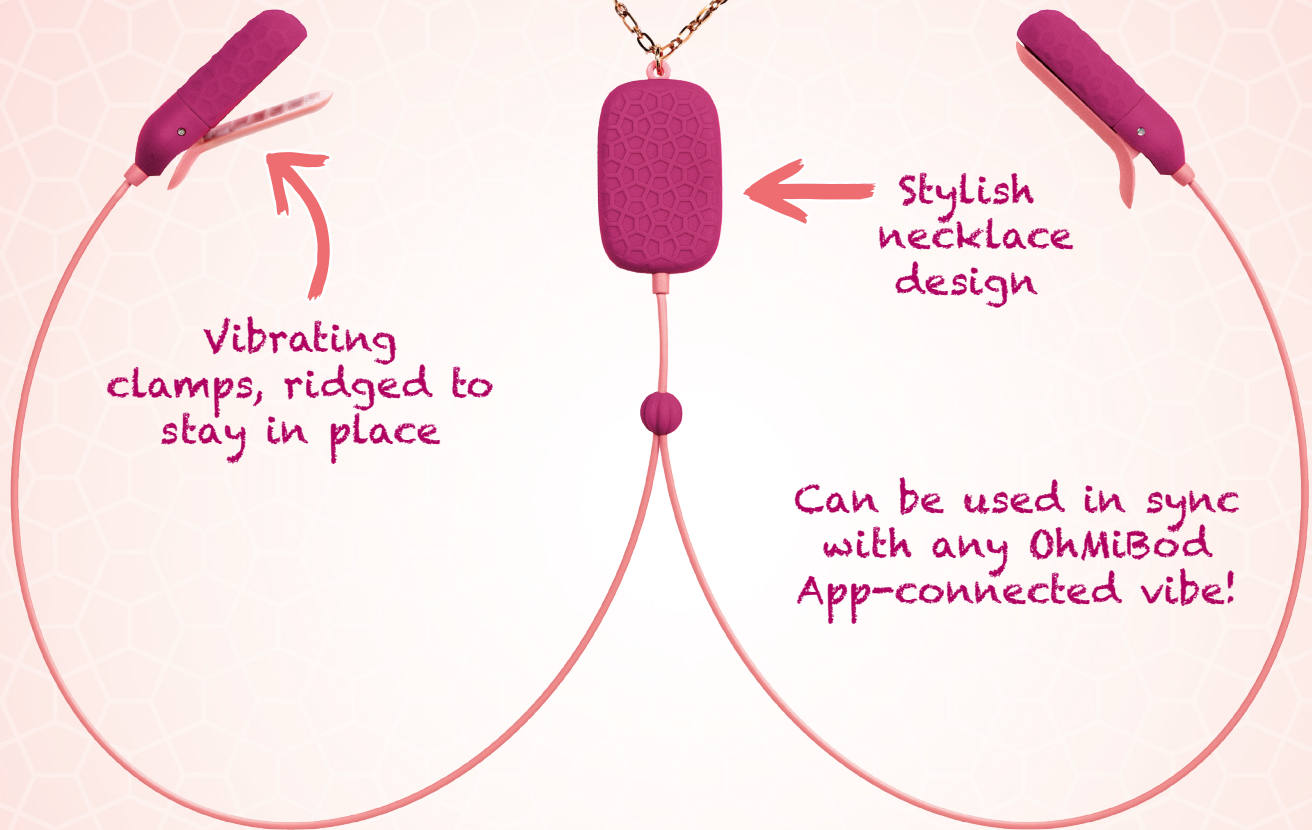 Stylish
necklace
design
Vibrating
clamps, ridged to
stay in place
Can be used in sync
with any OhMiBod
App-connected vibe!